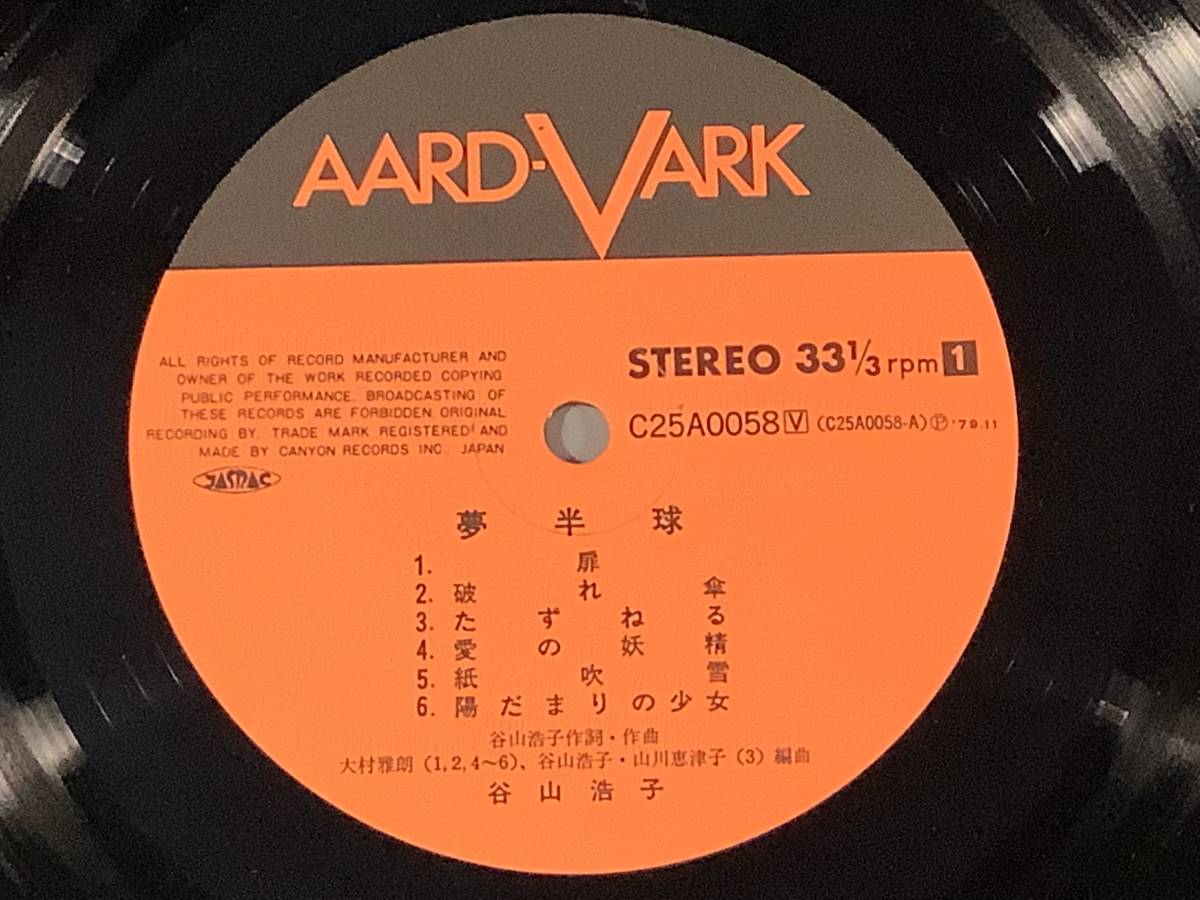 AARD-VARK
ALL RIGHTS OF RECORD MANUFACTURER AND
OWNER OF THE WORK RECORDED COPYING
PUBLIC PERFORMANCE. BROADCASTING OF
THESE RECORDS ARE FORBIDDEN ORIGINAL
RECORDING BY. TRADE MARK REGISTERED AND
MADE BY CANYON RECORDS INC., JAPAN
JASRAC
STEREO 33 1/3 rpm 1
C25A0058 V (C25A0058-A) Ⓟ '79.11
夢半球
1. 扉
2. 破れ傘
3. たずねる
4. 愛の妖精
5. 紙吹雪
6. 陽だまりの少女
谷山浩子作詞・作曲
大村雅朗 (1,2,4〜6)、谷山浩子・山川恵津子 (3) 編曲
谷山浩子